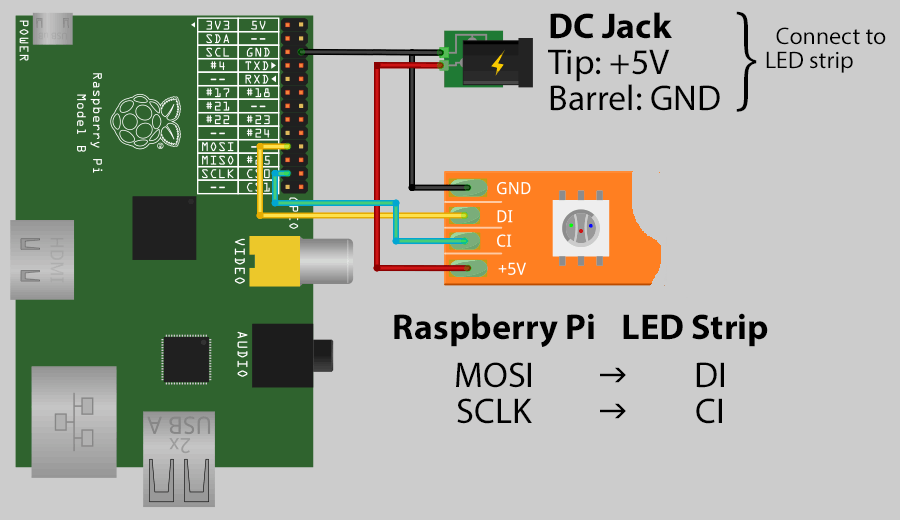 POWER
Raspberry Pi
Model B
3V3 5V
SDA --
SCL GND
#4 TXD
-- RXD
#17 #18
#21 --
#22 #23
-- #24
MOSI --
MISO #25
SCLK CS0
-- CS1
GPIO
HDMI
VIDEO
AUDIO
2x
USB A
DC Jack
Tip: +5V
Barrel: GND
Connect to
LED strip
GND
DI
CI
+5V
Raspberry Pi LED Strip
MOSI → DI
SCLK → CI